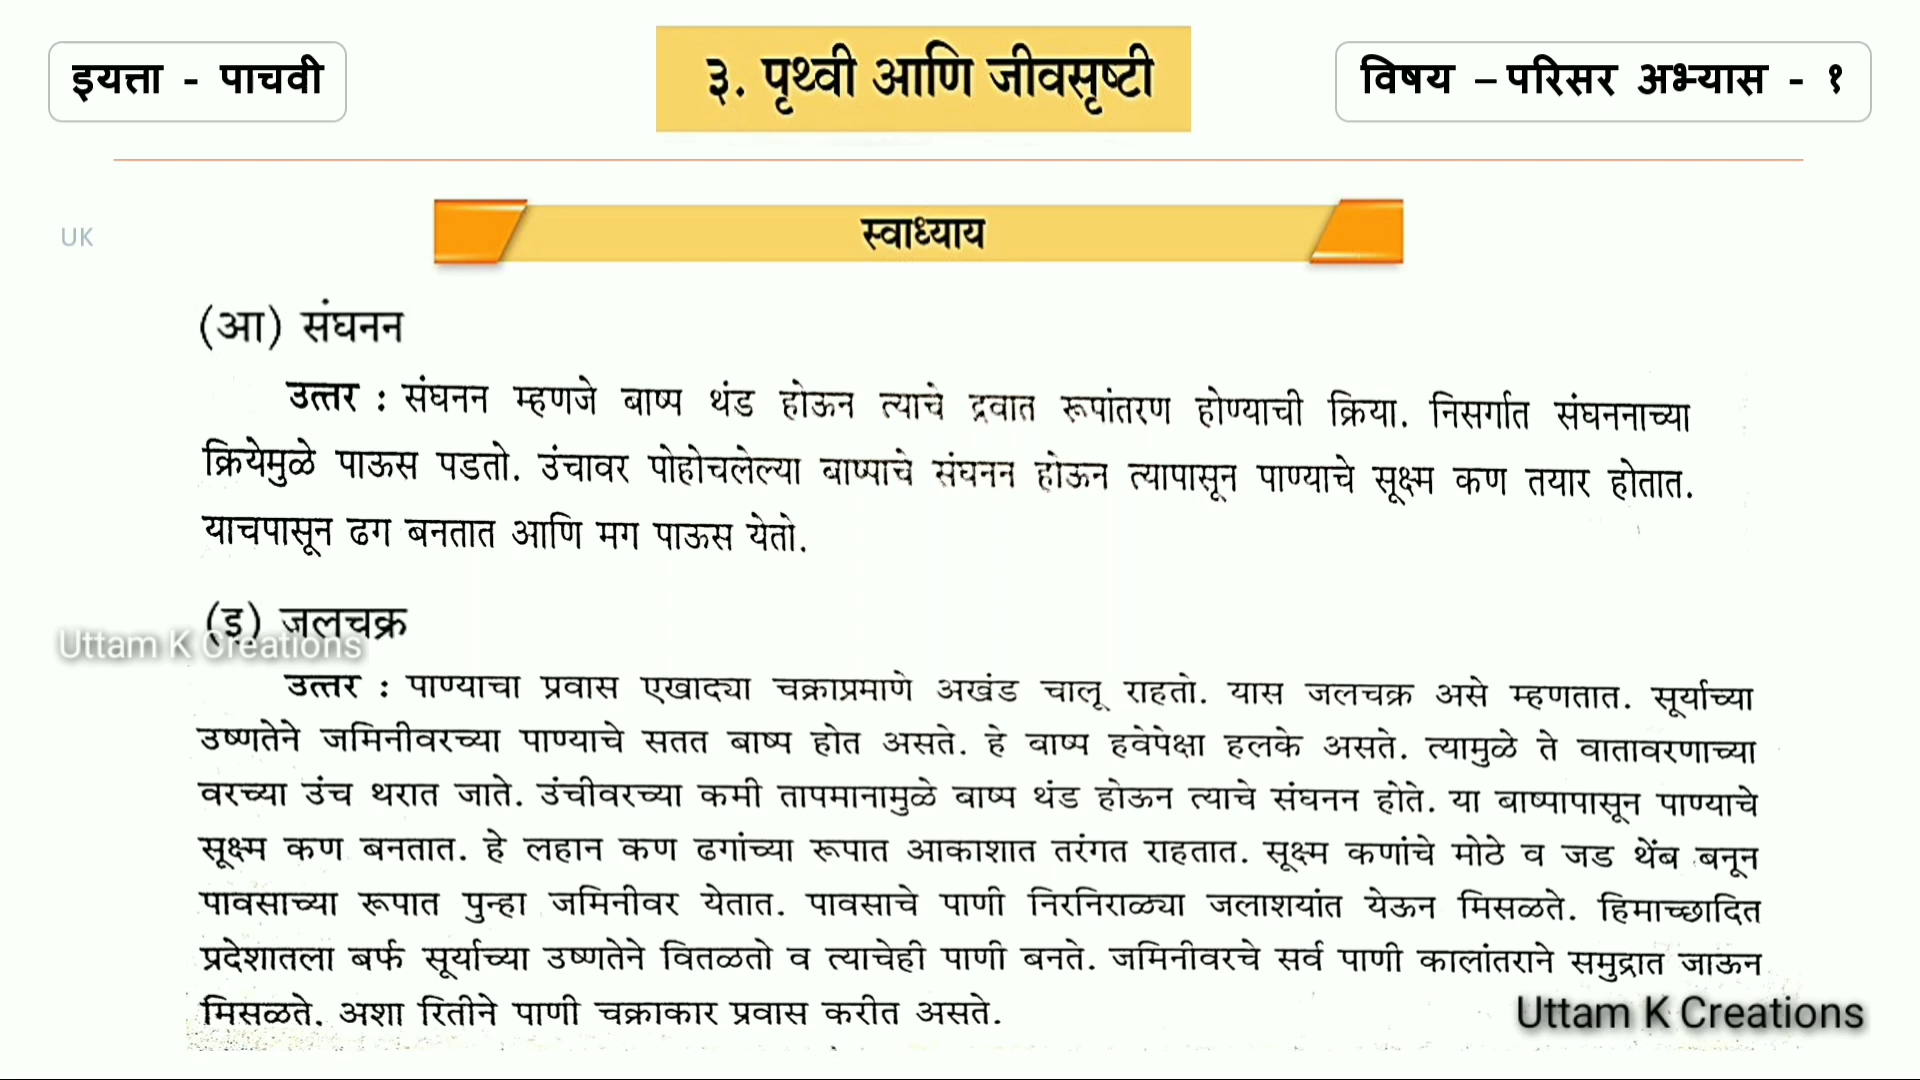 इयत्ता - पाचवी
३. पृथ्वी आणि जीवसृष्टी
विषय – परिसर अभ्यास - १
UK
स्वाध्याय
(आ) संघनन
उत्तर : संघनन म्हणजे बाष्प थंड होऊन त्याचे द्रवात रूपांतरण होण्याची क्रिया. निसर्गात संघननाच्या
क्रियेमुळे पाऊस पडतो. उंचावर पोहोचलेल्या बाष्पाचे संघनन होऊन त्यापासून पाण्याचे सूक्ष्म कण तयार होतात.
याचपासून ढग बनतात आणि मग पाऊस येतो.
(इ) जलचक्र
Uttam K Creations
उत्तर : पाण्याचा प्रवास एखाद्या चक्राप्रमाणे अखंड चालू राहतो. यास जलचक्र असे म्हणतात. सूर्याच्या
उष्णतेने जमिनीवरच्या पाण्याचे सतत बाष्प होत असते. हे बाष्प हवेपेक्षा हलके असते. त्यामुळे ते वातावरणाच्या
वरच्या उंच थरात जाते. उंचीवरच्या कमी तापमानामुळे बाष्प थंड होऊन त्याचे संघनन होते. या बाष्पापासून पाण्याचे
सूक्ष्म कण बनतात. हे लहान कण ढगांच्या रूपात आकाशात तरंगत राहतात. सूक्ष्म कणांचे मोठे व जड थेंब बनून
पावसाच्या रूपात पुन्हा जमिनीवर येतात. पावसाचे पाणी निरनिराळ्या जलाशयांत येऊन मिसळते. हिमाच्छादित
प्रदेशातला बर्फ सूर्याच्या उष्णतेने वितळतो व त्याचेही पाणी बनते. जमिनीवरचे सर्व पाणी कालांतराने समुद्रात जाऊन
मिसळते. अशा रितीने पाणी चक्राकार प्रवास करीत असते.
Uttam K Creations